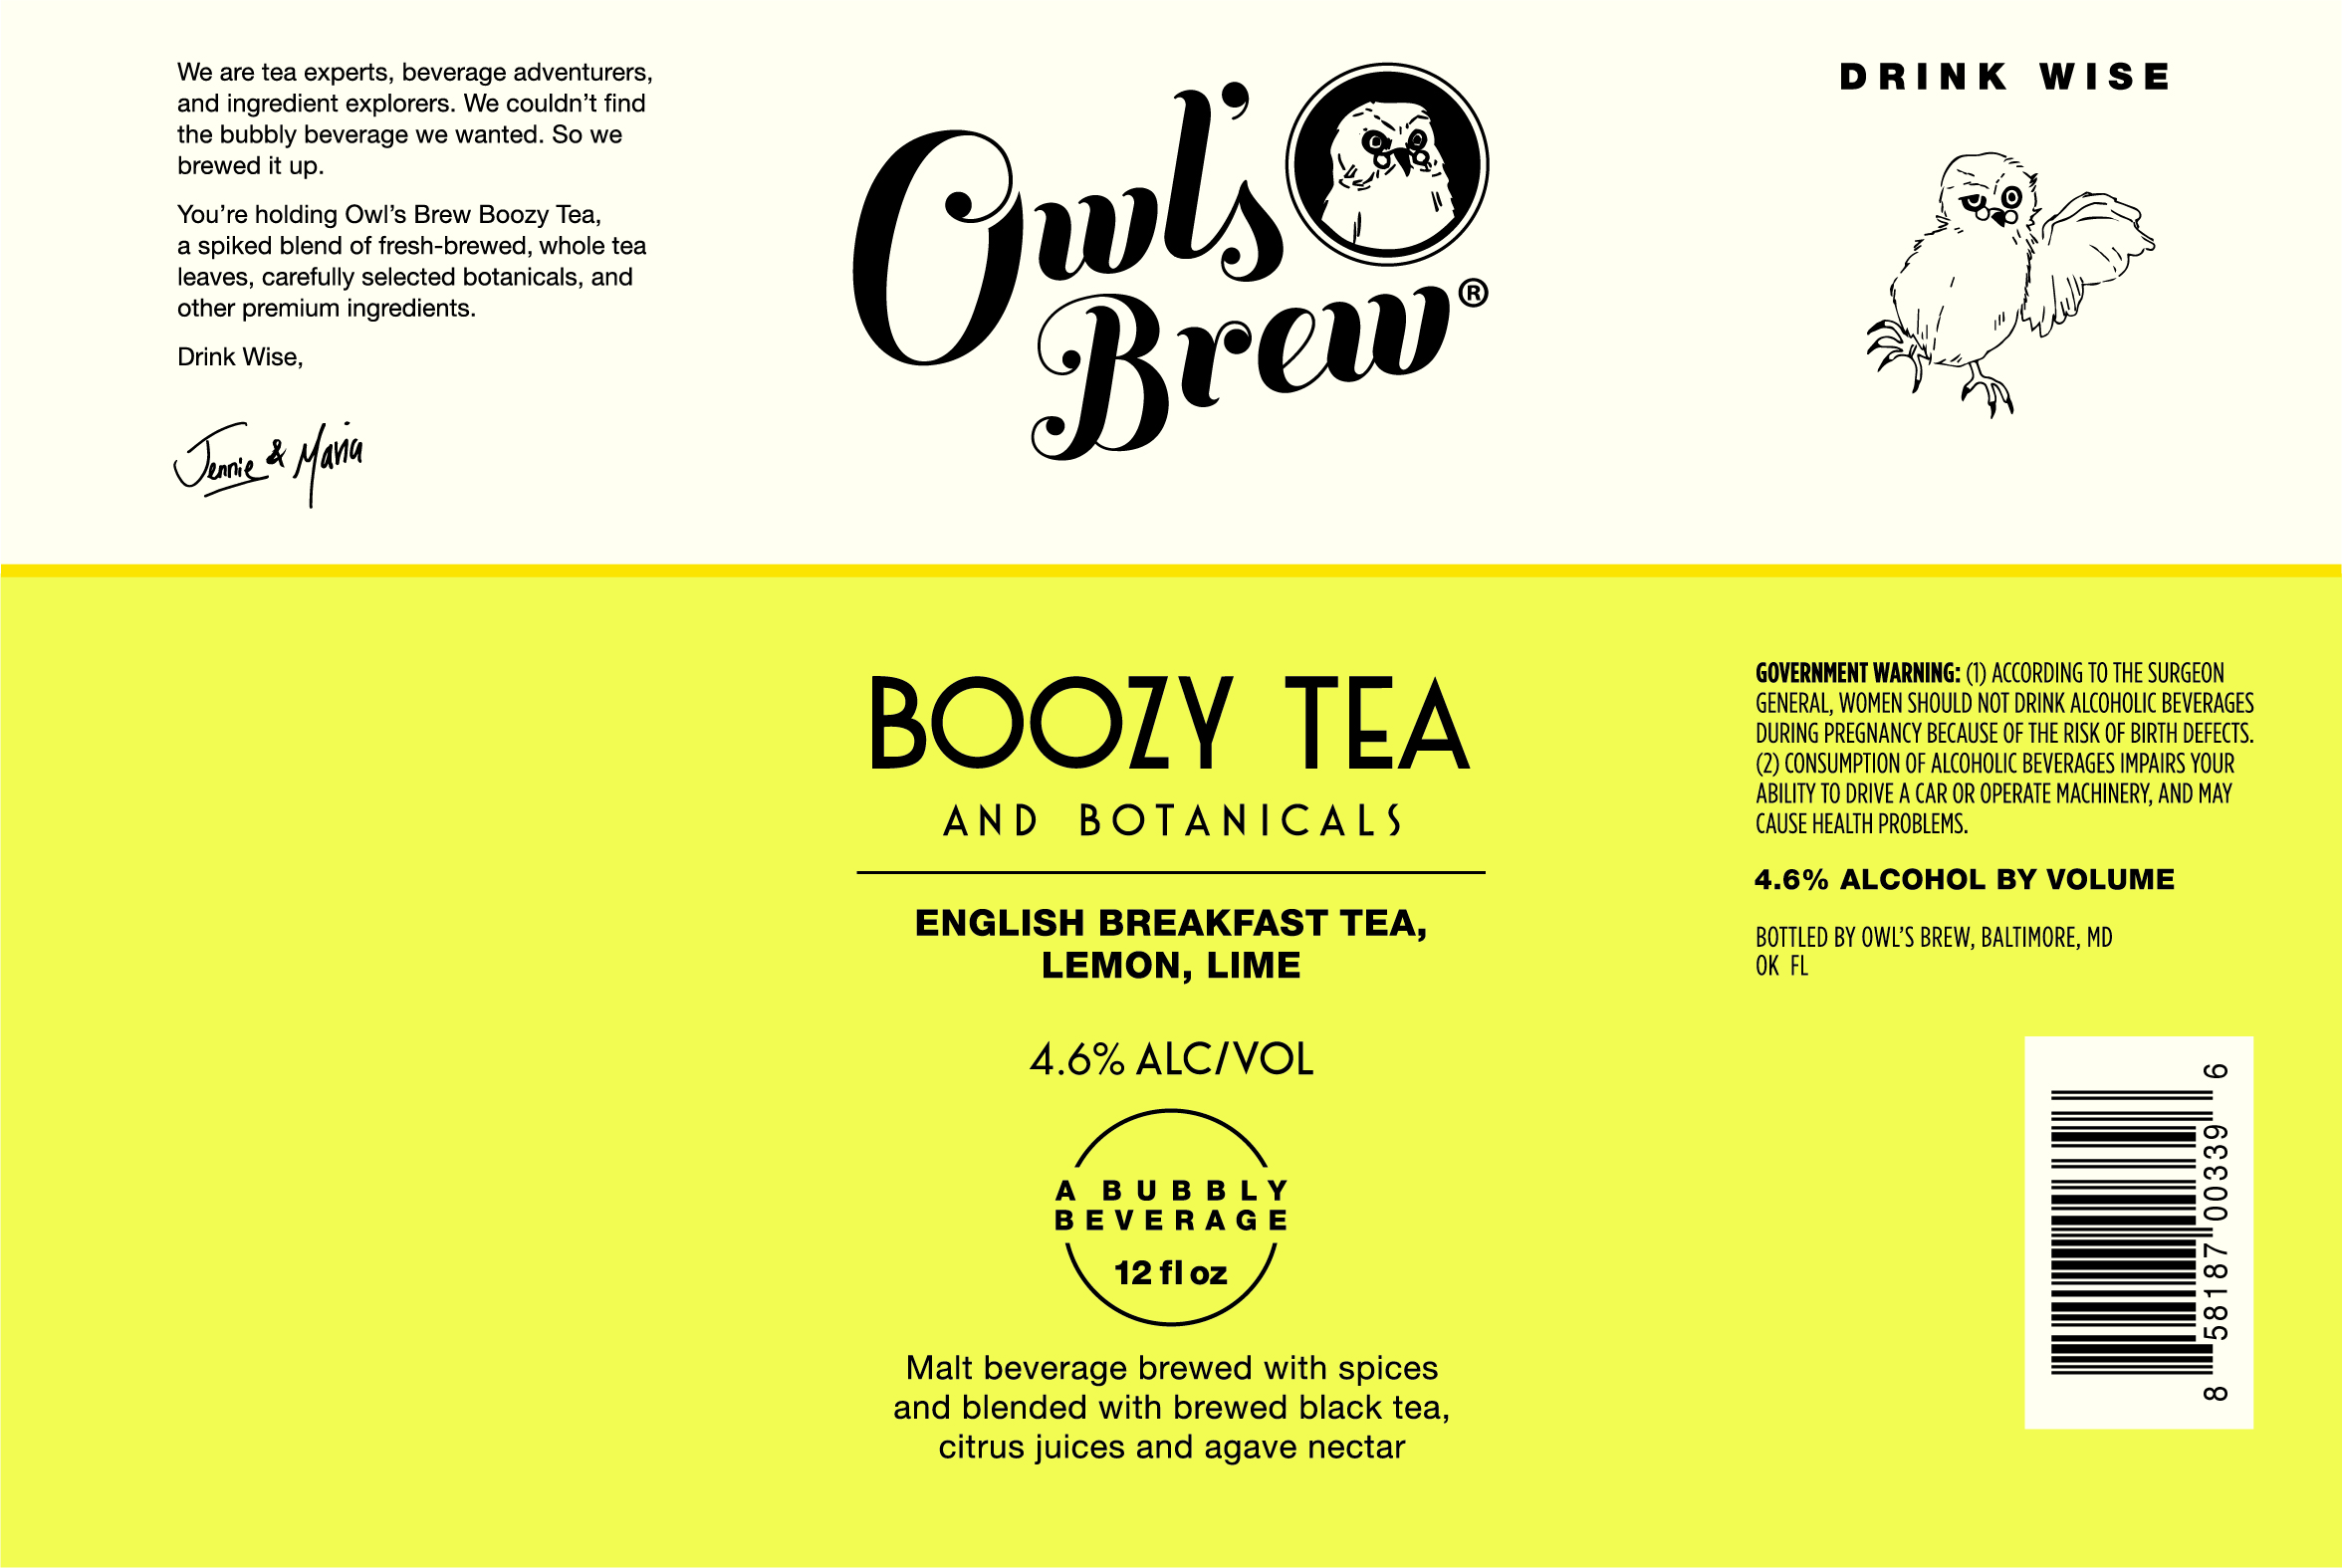 We are tea experts, beverage adventurers,
and ingredient explorers. We couldn’t find
the bubbly beverage we wanted. So we
brewed it up.
You’re holding Owl’s Brew Boozy Tea,
a spiked blend of fresh-brewed, whole tea
leaves, carefully selected botanicals, and
other premium ingredients.
Drink Wise,
Jennie & Maria
Owl’s
Brew®
DRINK WISE
BOOZY TEA
AND BOTANICALS
ENGLISH BREAKFAST TEA,
LEMON, LIME
4.6% ALC/VOL
A BUBBLY
BEVERAGE
12 fl oz
Malt beverage brewed with spices
and blended with brewed black tea,
citrus juices and agave nectar
GOVERNMENT WARNING: (1) ACCORDING TO THE SURGEON
GENERAL, WOMEN SHOULD NOT DRINK ALCOHOLIC BEVERAGES
DURING PREGNANCY BECAUSE OF THE RISK OF BIRTH DEFECTS.
(2) CONSUMPTION OF ALCOHOLIC BEVERAGES IMPAIRS YOUR
ABILITY TO DRIVE A CAR OR OPERATE MACHINERY, AND MAY
CAUSE HEALTH PROBLEMS.
4.6% ALCOHOL BY VOLUME
BOTTLED BY OWL’S BREW, BALTIMORE, MD
OK FL
8 58187 00339 6